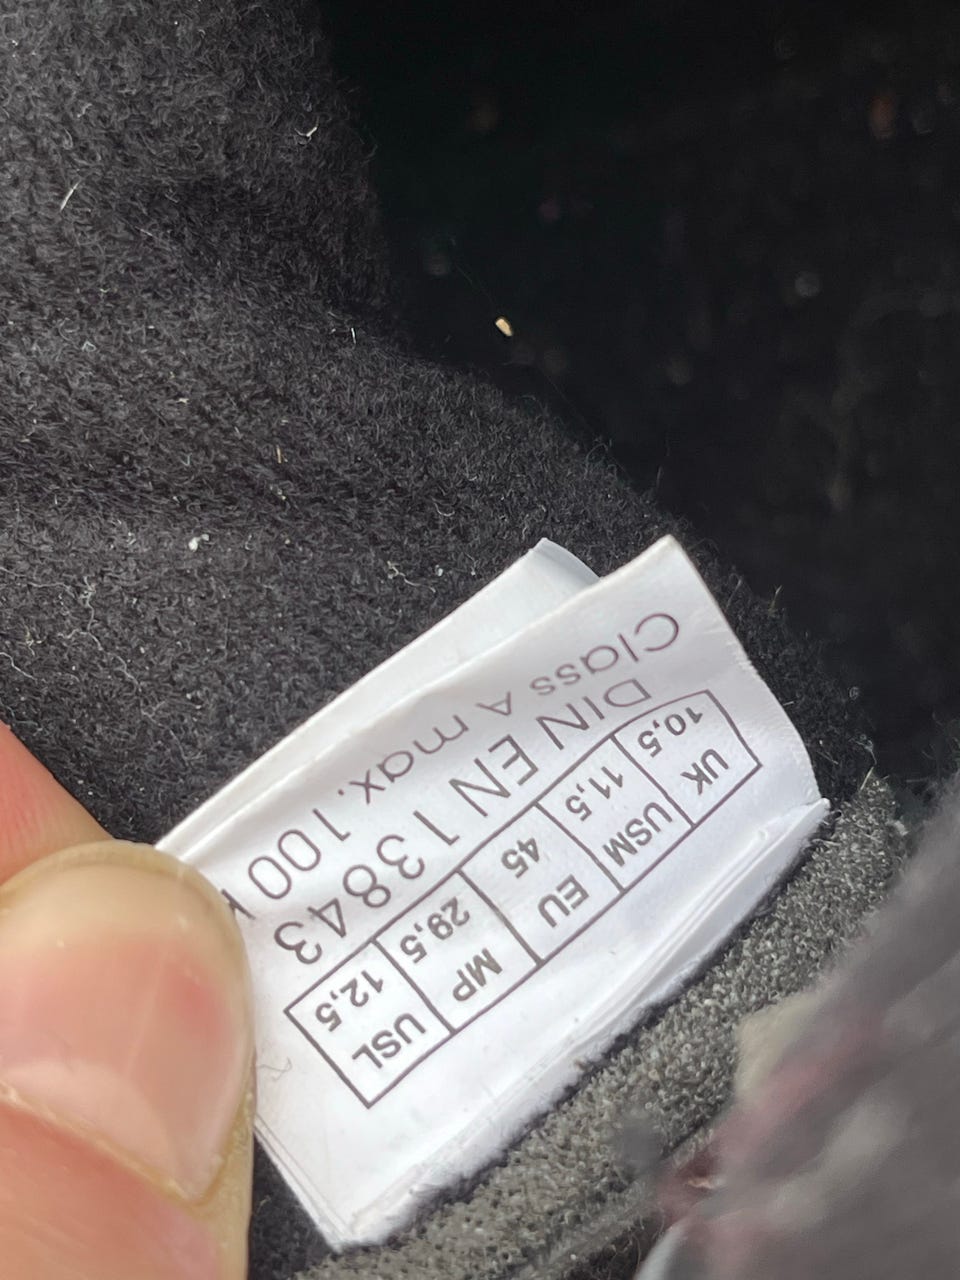 UK USM EU MP USL
10,5 11,5 45 29,5 12,5
DIN EN 13843
Class A max. 100